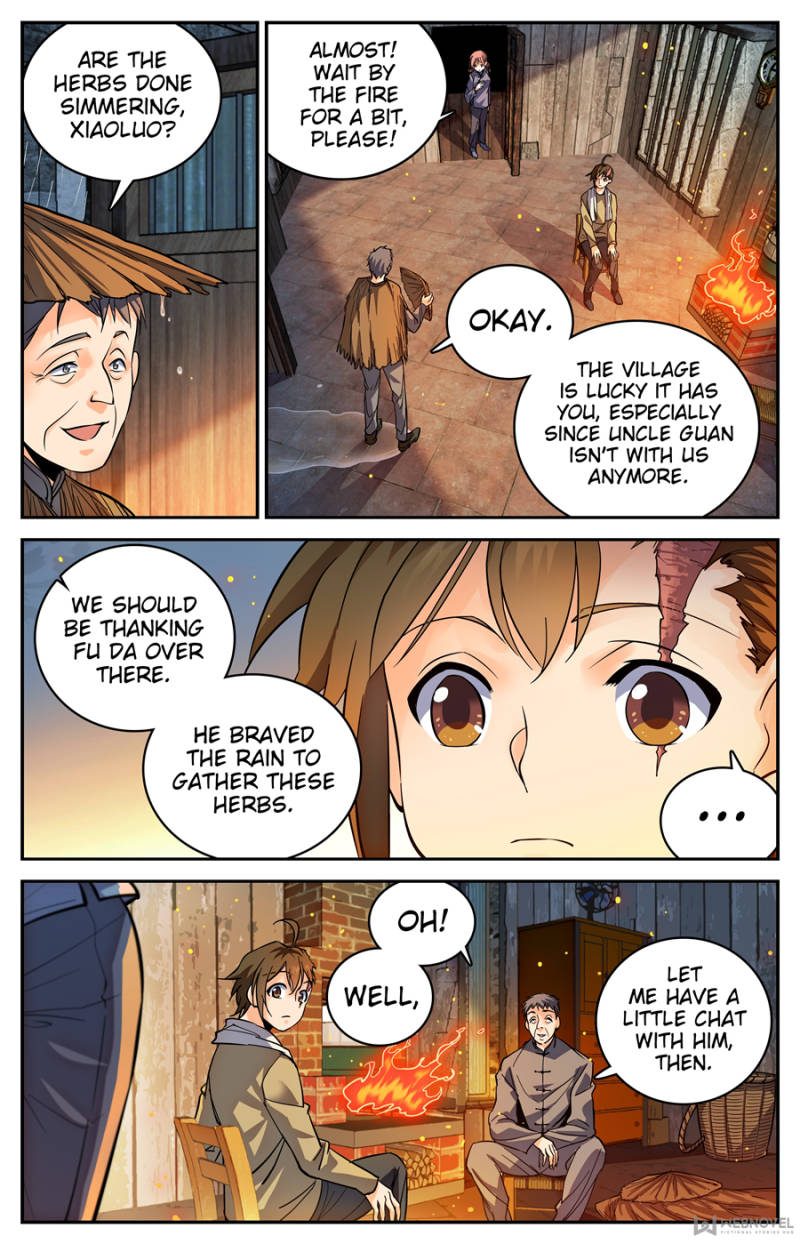 ARE THE
HERBS DONE
SIMMERING,
XIAOLUO?
ALMOST!
WAIT BY
THE FIRE
FOR A BIT,
PLEASE!
OKAY.
THE VILLAGE
IS LUCKY IT HAS
YOU, ESPECIALLY
SINCE UNCLE GUAN
ISN'T WITH US
ANYMORE.
WE SHOULD
BE THANKING
FU DA OVER
THERE.
HE BRAVED
THE RAIN TO
GATHER THESE
HERBS.
...
OH!
WELL,
LET
ME HAVE A
LITTLE CHAT
WITH HIM,
THEN.
WEBNOVEL
FICTIONAL STORIES HUB